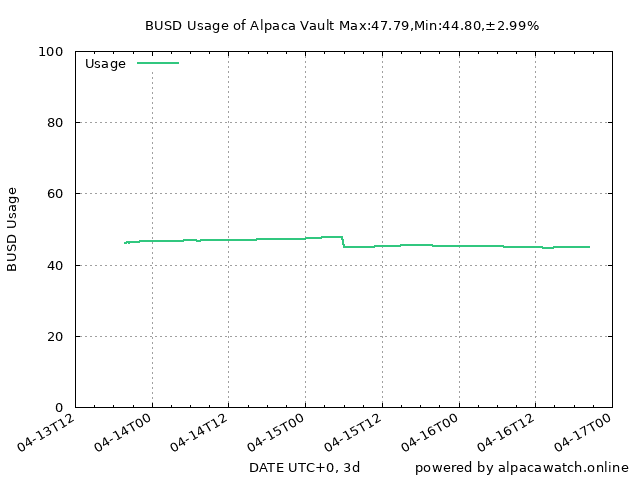 BUSD Usage of Alpaca Vault Max:47.79,Min:44.80,±2.99%
Usage
BUSD Usage
100
80
60
40
20
0
04-13T12
04-14T00
04-14T12
04-15T00
04-15T12
04-16T00
04-16T12
04-17T00
DATE UTC+0, 3d
powered by alpacawatch.online